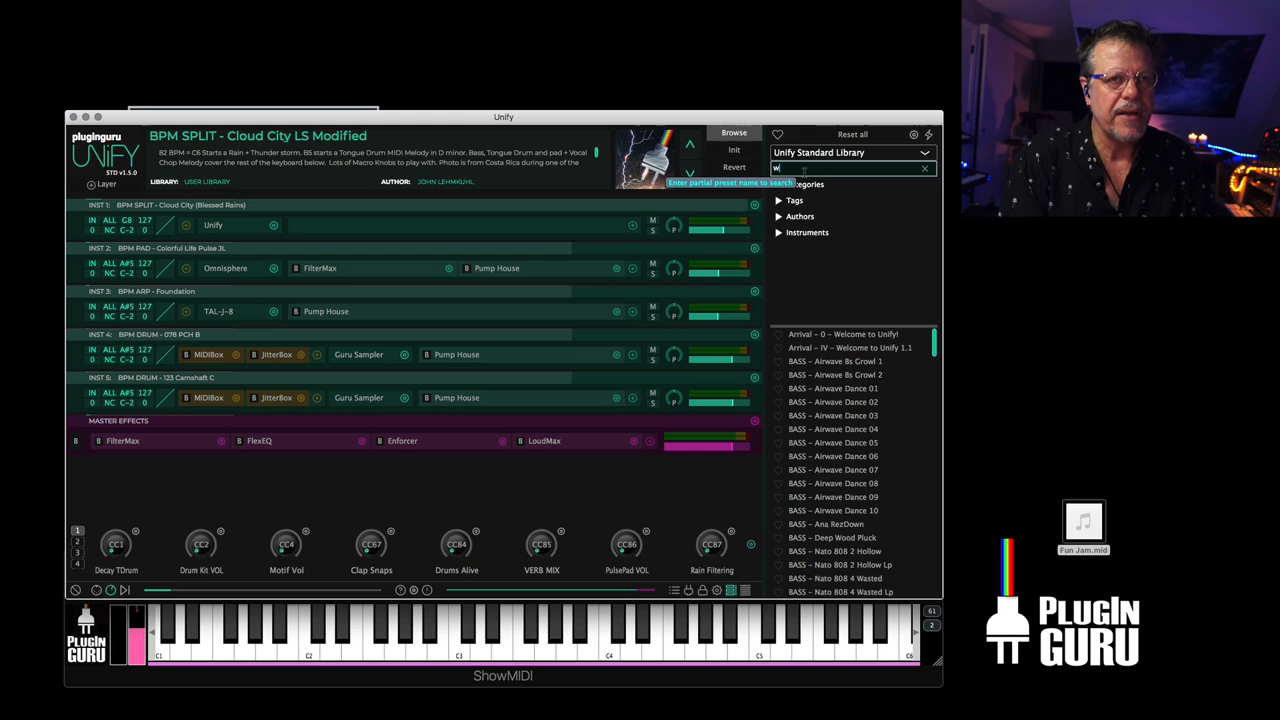 Unify
pluginguru
UNIFY
STD v1.5.0
+ Layer
BPM SPLIT - Cloud City LS Modified
B2 BPM = C6 Starts a Rain + Thunder storm. B5 starts a Tongue Drum MIDI Melody in D minor. Bass, Tongue Drum and pad + Vocal
Chop Melody cover the rest of the keyboard below. Lots of Macro Knobs to play with. Photo is from Costa Rica during one of the
LIBRARY: USER LIBRARY AUTHOR: JOHN LEHMKUHL
Browse
Init
Revert
Reset all
Unify Standard Library
w
Enter partial preset name to search
Tags
Authors
Instruments
INST 1: BPM SPLIT - Cloud City (Blessed Rains)
IN ALL G8 127
0 NC C-2 0
Unify
M
S
P
INST 2: BPM PAD - Colorful Life Pulse JL
IN ALL A#5 127
0 NC C-2 0
Omnisphere B FilterMax B Pump House
M
S
P
INST 3: BPM ARP - Foundation
IN ALL A#5 127
0 NC C-2 0
TAL-J-8 B Pump House
M
S
P
INST 4: BPM DRUM - 078 PCH B
IN ALL A#5 127
0 NC C-2 0
B MIDIBox B JitterBox Guru Sampler B Pump House
M
S
P
INST 5: BPM DRUM - 123 Camshaft C
IN ALL A#5 127
0 NC C-2 0
B MIDIBox B JitterBox Guru Sampler B Pump House
M
S
P
MASTER EFFECTS
B B FilterMax B FlexEQ B Enforcer B LoudMax
Arrival - 0 - Welcome to Unify!
Arrival - IV - Welcome to Unify 1.1
BASS - Airwave Bs Growl 1
BASS - Airwave Bs Growl 2
BASS - Airwave Dance 01
BASS - Airwave Dance 02
BASS - Airwave Dance 03
BASS - Airwave Dance 04
BASS - Airwave Dance 05
BASS - Airwave Dance 06
BASS - Airwave Dance 07
BASS - Airwave Dance 08
BASS - Airwave Dance 09
BASS - Airwave Dance 10
BASS - Ana RezDown
BASS - Deep Wood Pluck
BASS - Nato 808 2 Hollow
BASS - Nato 808 2 Hollow Lp
BASS - Nato 808 4 Wasted
BASS - Nato 808 4 Wasted Lp
1
2
3
4
CC1 CC2 CC4 CC67 CC84 CC85 CC86 CC87
Decay TDrum Drum Kit VOL Motif Vol Clap Snaps Drums Alive VERB MIX PulsePad VOL Rain Filtering
PLUGIN
GURU
C1 C2 C3 C4 C5 C6
61
2
ShowMIDI
Fun Jam.mid
PLUGIN
GURU